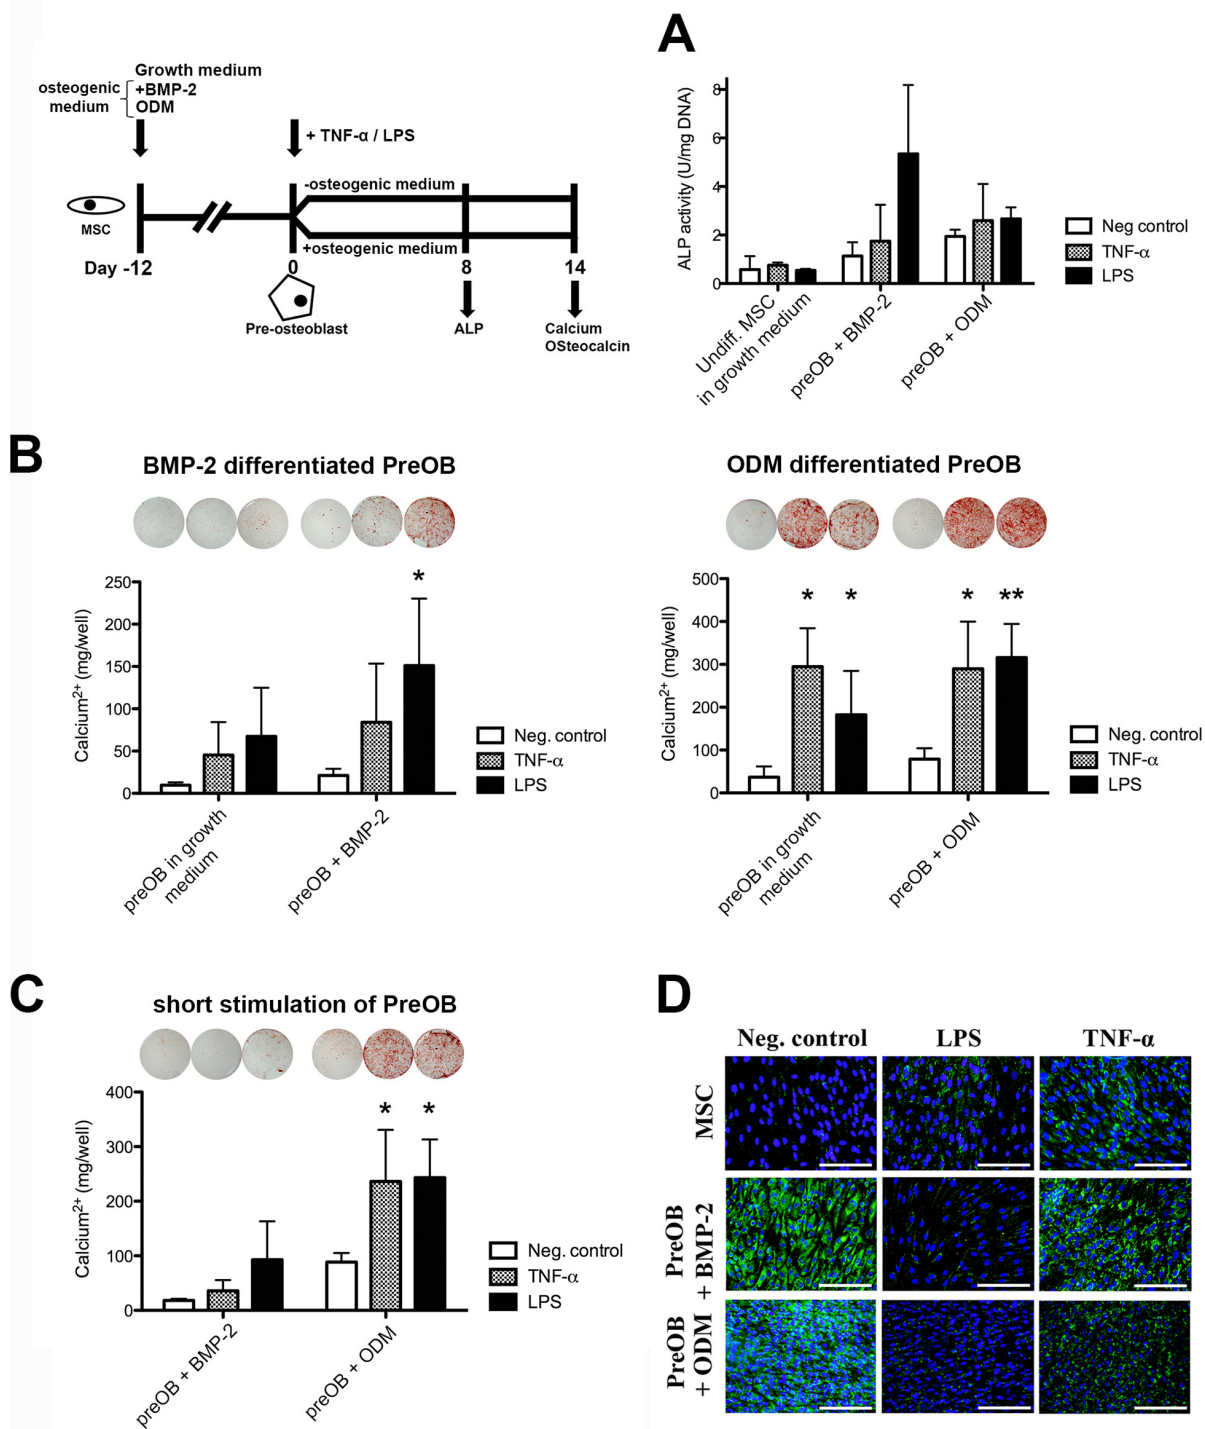 Growth medium
osteogenic
medium
+BMP-2
ODM
+ TNF-α / LPS
-osteogenic medium
MSC
+osteogenic medium
Day -12
0
8
14
Pre-osteoblast
ALP
Calcium
OSteocalcin
A
ALP activity (U/mg DNA)
8
6
4
2
0
Neg control
TNF-α
LPS
Undiff. MSC
in growth medium
preOB + BMP-2
preOB + ODM
B
BMP-2 differentiated PreOB
Calcium2+ (mg/well)
250
200
150
100
50
0
*
Neg. control
TNF-α
LPS
preOB in growth
medium
preOB + BMP-2
ODM differentiated PreOB
Calcium2+ (mg/well)
500
400
300
200
100
0
* * * **
Neg. control
TNF-α
LPS
preOB in growth
medium
preOB + ODM
C
short stimulation of PreOB
Calcium2+ (mg/well)
400
300
200
100
0
* *
Neg. control
TNF-α
LPS
preOB + BMP-2
preOB + ODM
D
Neg. control LPS TNF-α
MSC
PreOB
+ BMP-2
PreOB
+ ODM